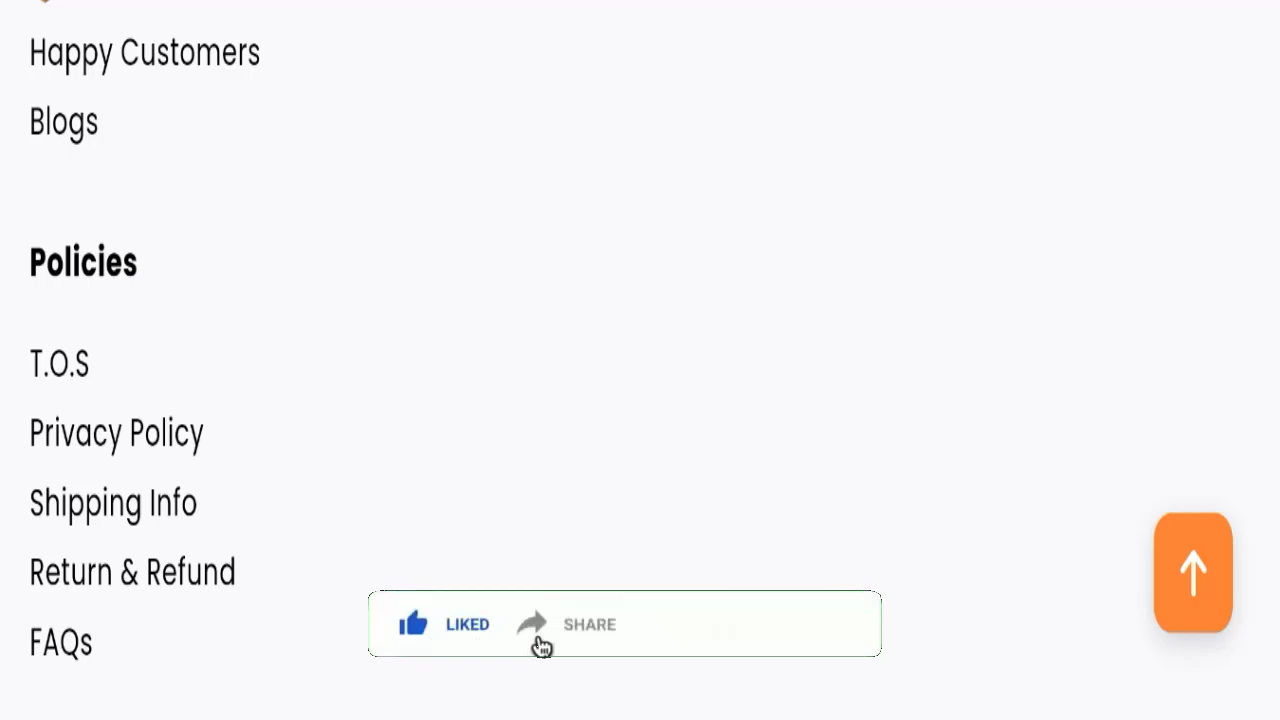 Happy Customers
Blogs
Policies
T.O.S
Privacy Policy
Shipping Info
Return & Refund
FAQs
LIKED SHARE